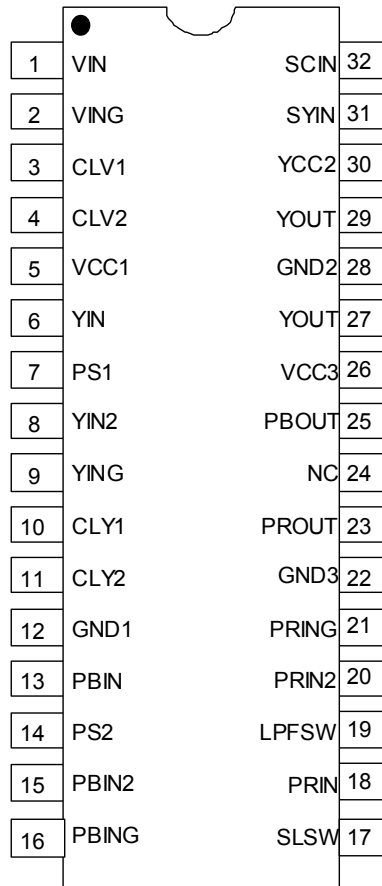 1 VIN SCIN 32
2 VING SYIN 31
3 CLV1 YCC2 30
4 CLV2 YOUT 29
5 VCC1 GND2 28
6 YIN YOUT 27
7 PS1 VCC3 26
8 YIN2 PBOUT 25
9 YING NC 24
10 CLY1 PROUT 23
11 CLY2 GND3 22
12 GND1 PRING 21
13 PBIN PRIN2 20
14 PS2 LPFSW 19
15 PBIN2 PRIN 18
16 PBING SLSW 17